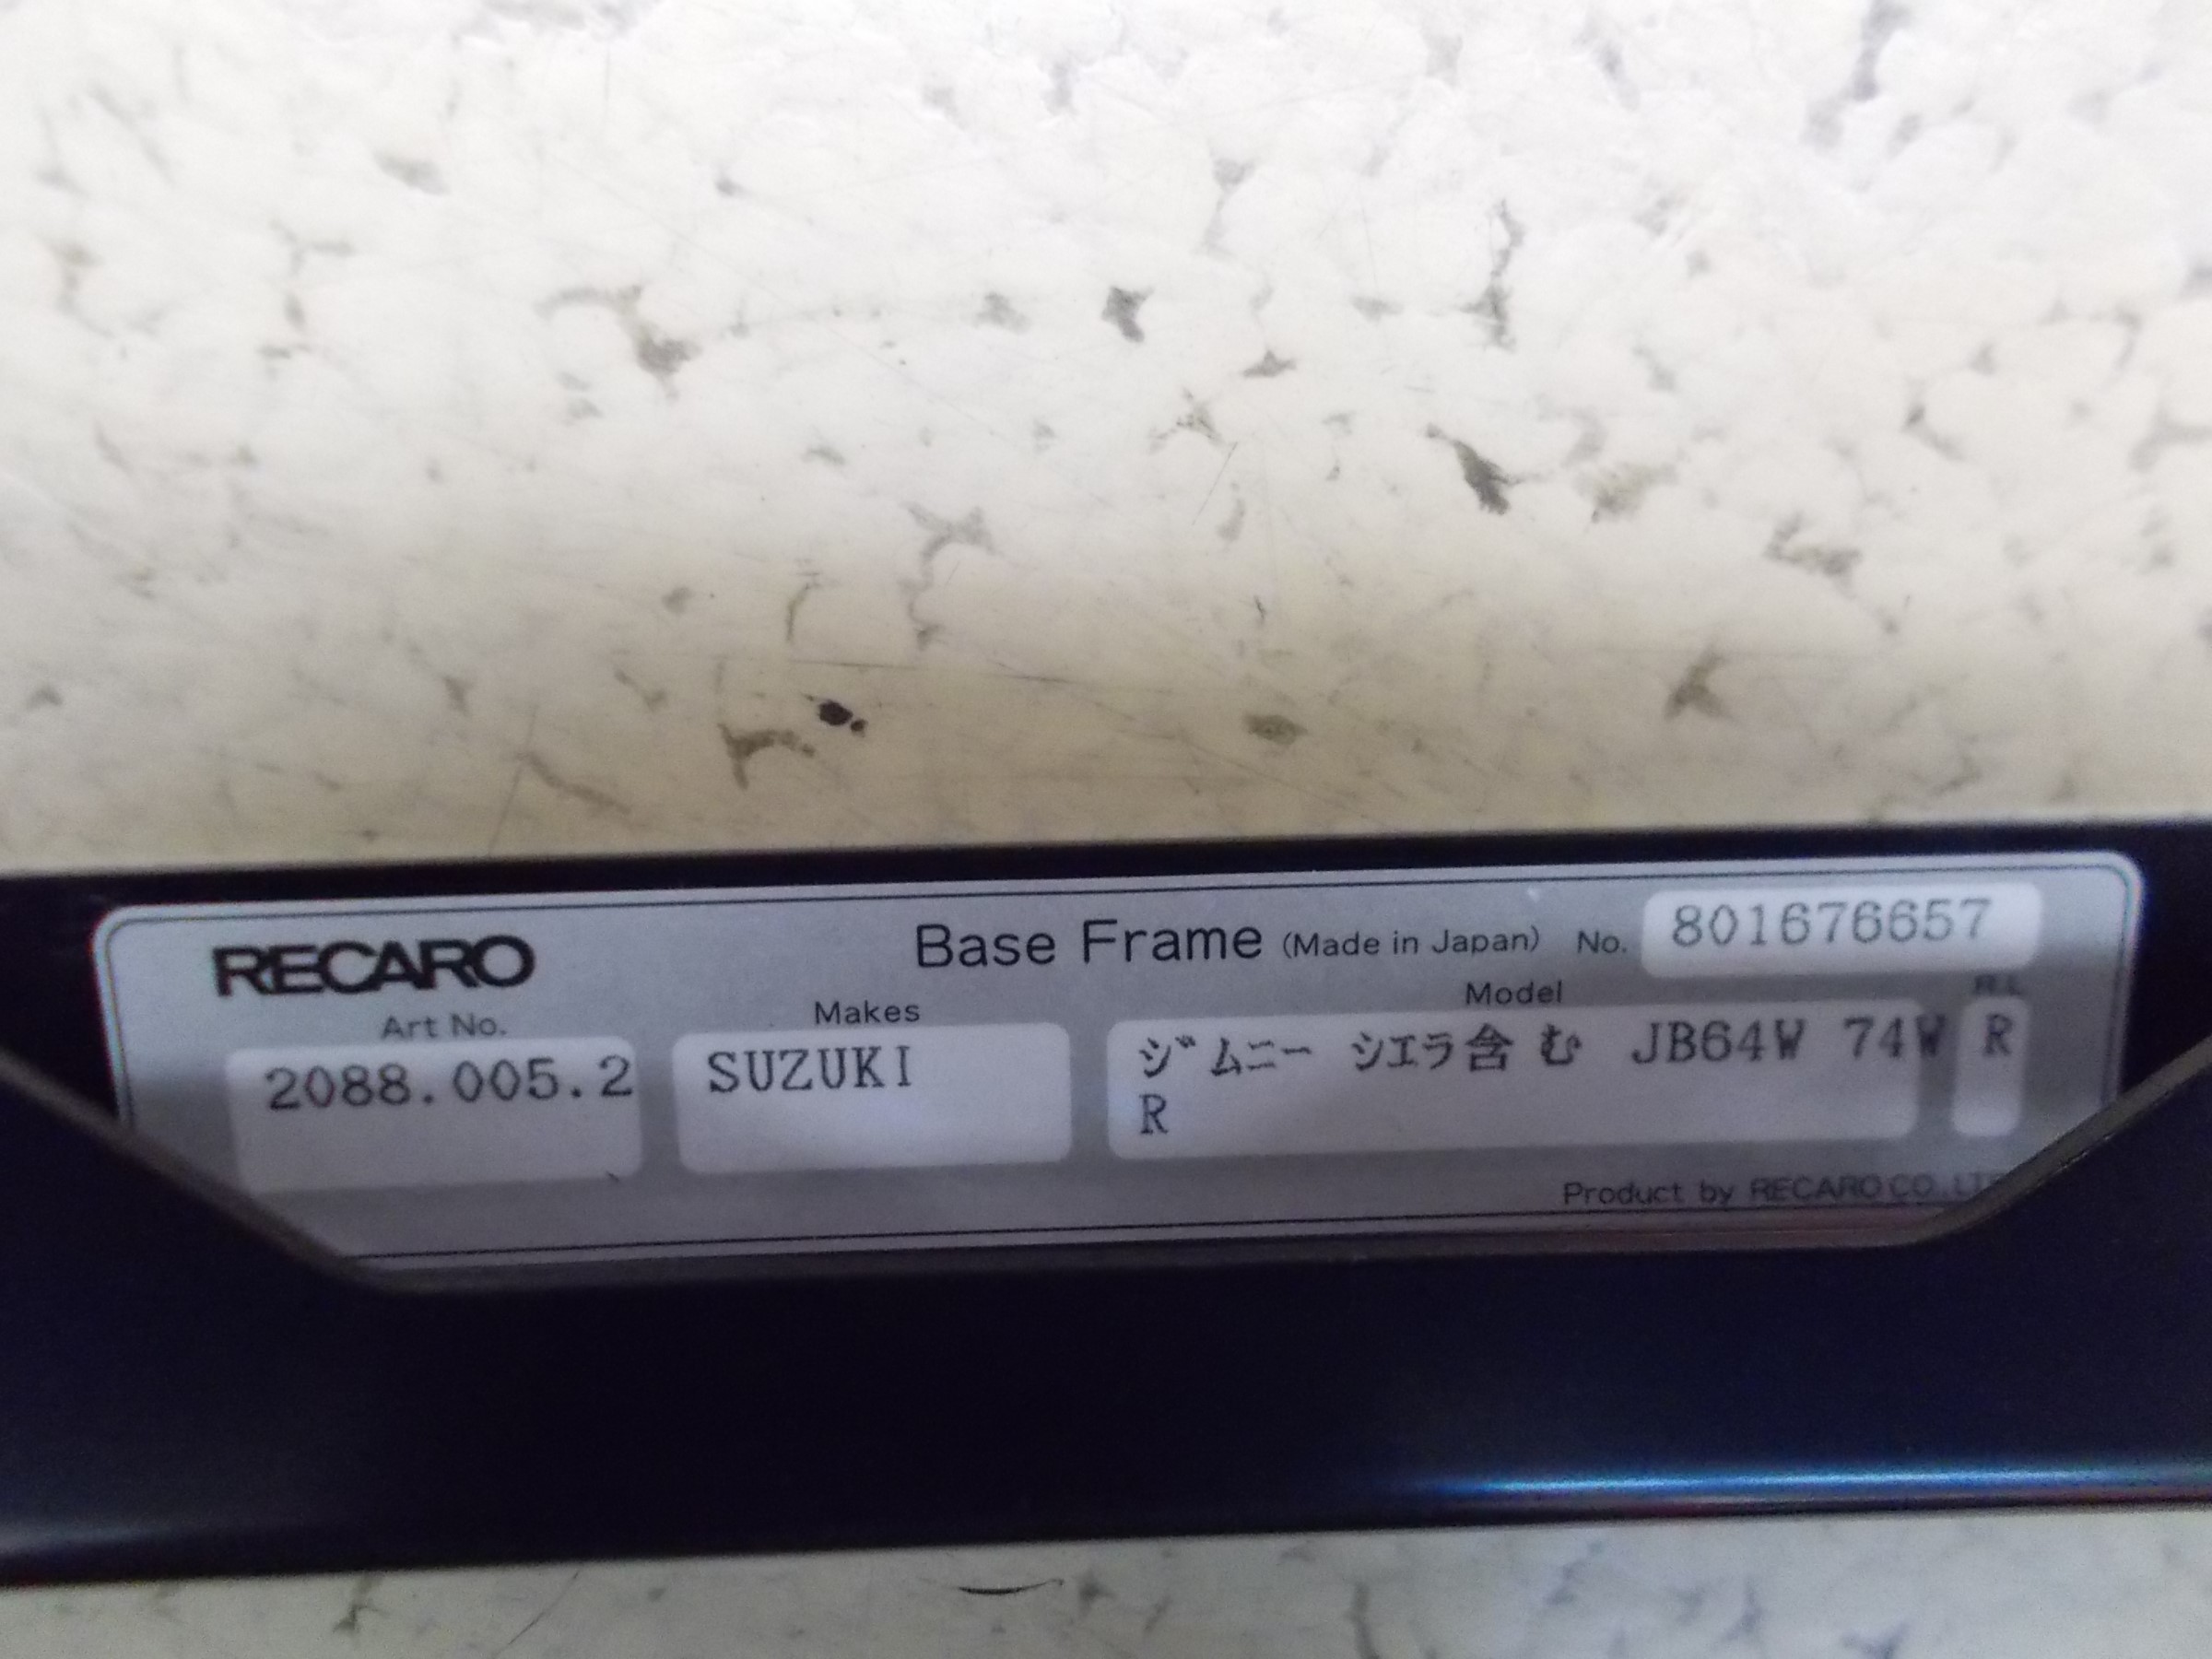 RECARO
Base Frame (Made in Japan) No. 801676657
Art No. Makes Model R.L
2088.005.2 SUZUKI ジムニー シエラ含む JB64W 74W R
R
Product by RECARO CO.,LT